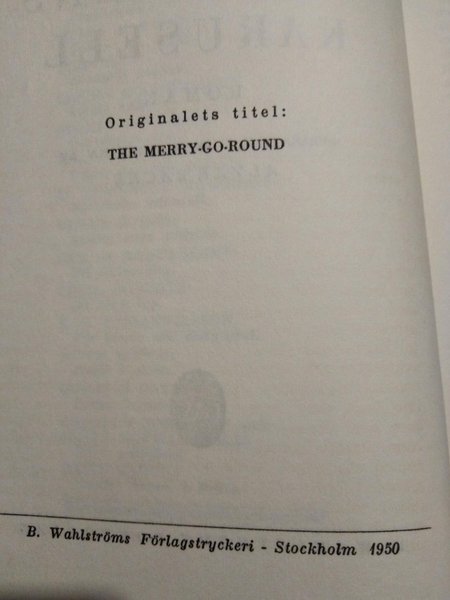 Originalets titel:
THE MERRY-GO-ROUND
B. Wahlströms Förlagstryckeri - Stockholm 1950